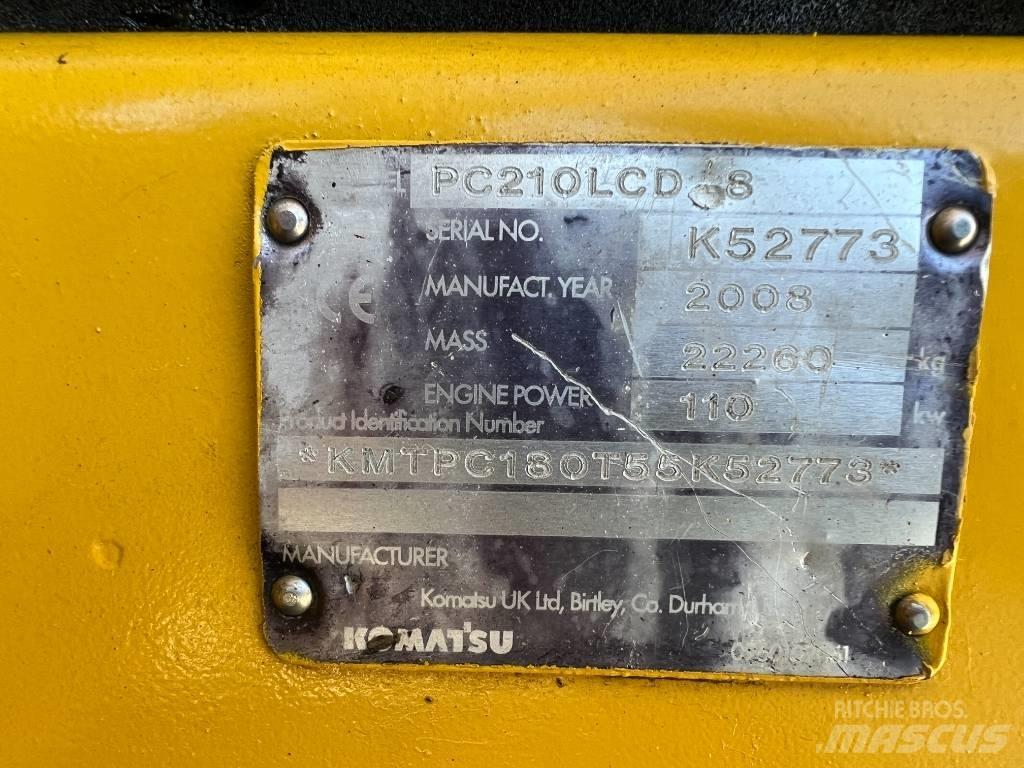 PC210LCD-8
SERIAL NO. K52773
CE
MANUFACT. YEAR 2008
MASS 22260 kg
ENGINE POWER 110 kw
Product Identification Number
*KMTPC180T55K52773*
MANUFACTURER
Komatsu UK Ltd, Birtley, Co. Durham
KOMATSU
RITCHIE BROS.
MASCUS